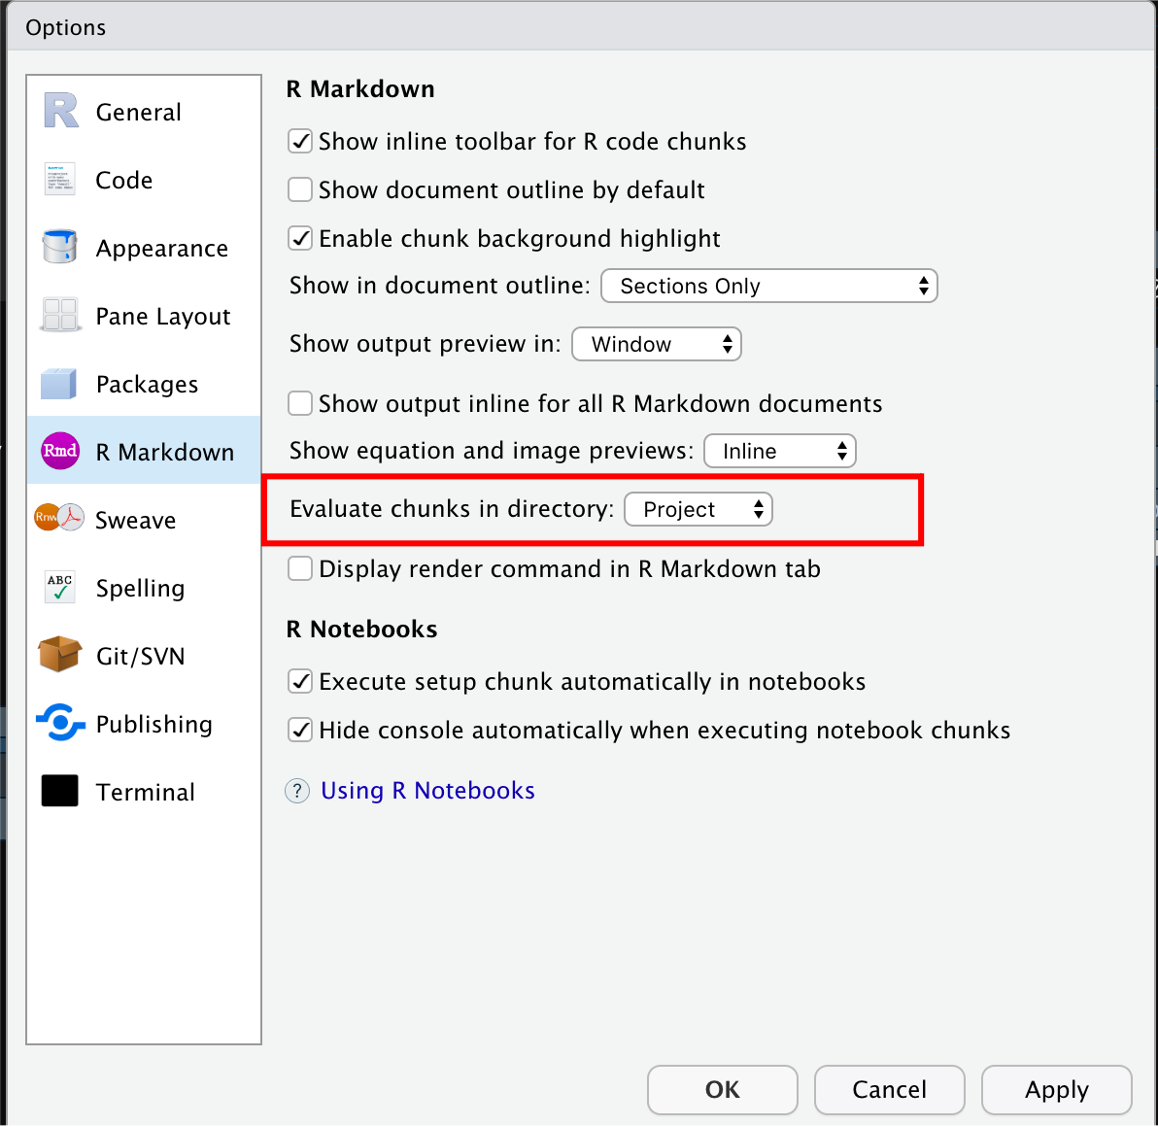 Options
R
General
Code
Appearance
Pane Layout
Packages
Rmd
R Markdown
Rnw
Sweave
ABC
Spelling
Git/SVN
Publishing
Terminal
R Markdown
Show inline toolbar for R code chunks
Show document outline by default
Enable chunk background highlight
Show in document outline: Sections Only
Show output preview in: Window
Show output inline for all R Markdown documents
Show equation and image previews: Inline
Evaluate chunks in directory: Project
Display render command in R Markdown tab
R Notebooks
Execute setup chunk automatically in notebooks
Hide console automatically when executing notebook chunks
? Using R Notebooks
OK Cancel Apply